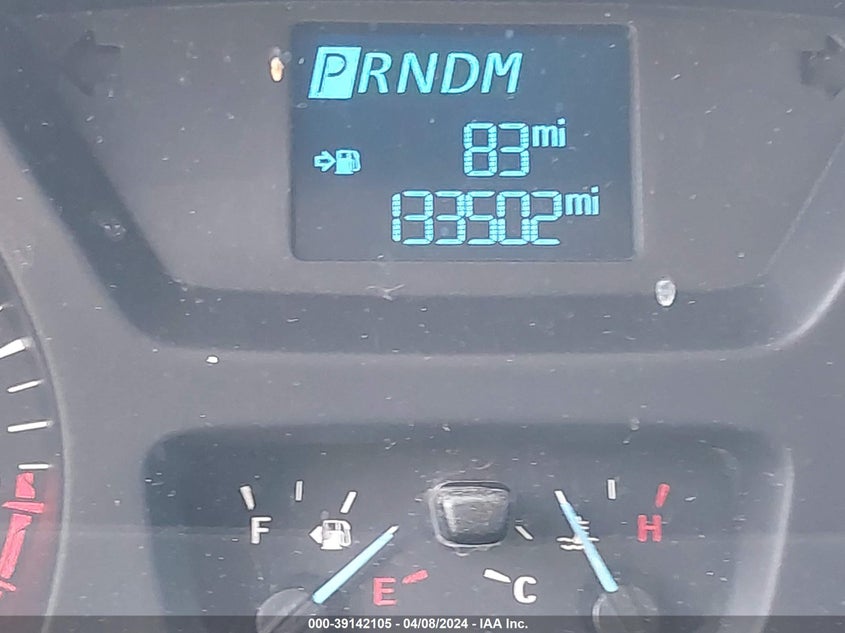 PRNDM
83mi
133502mi
F
H
E
C
000-39142105 - 04/08/2024 - IAA Inc.